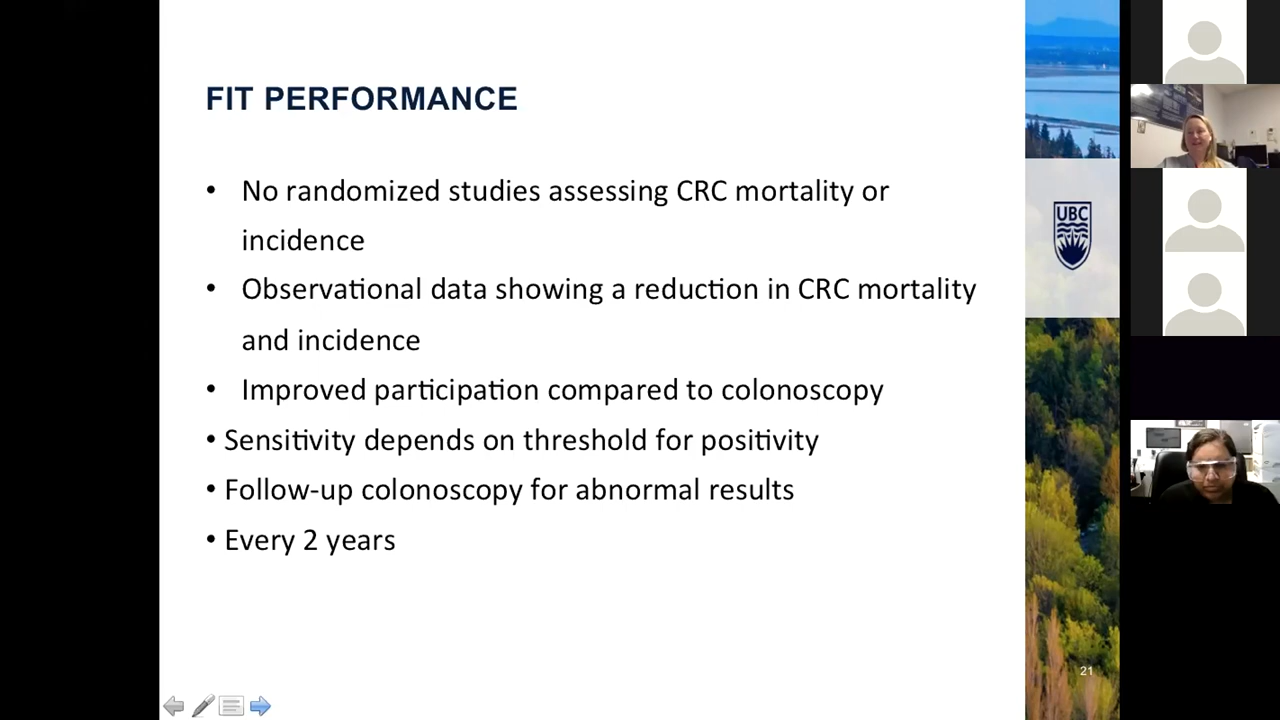 FIT PERFORMANCE
• No randomized studies assessing CRC mortality or
incidence
• Observational data showing a reduction in CRC mortality
and incidence
• Improved participation compared to colonoscopy
• Sensitivity depends on threshold for positivity
• Follow-up colonoscopy for abnormal results
• Every 2 years
UBC
21